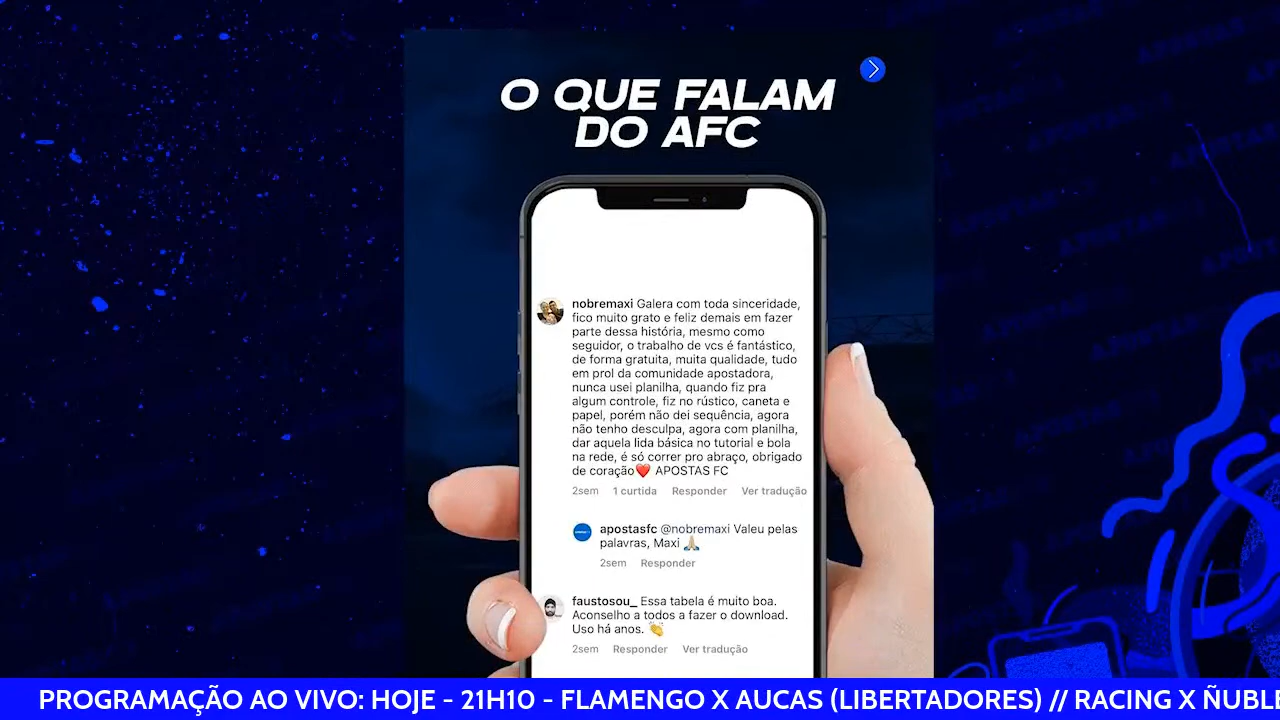 O QUE FALAM
DO AFC
nobremaxi Galera com toda sinceridade,
fico muito grato e feliz demais em fazer
parte dessa história, mesmo como
seguidor, o trabalho de vcs é fantástico,
de forma gratuita, muita qualidade, tudo
em prol da comunidade apostadora,
nunca usei planilha, quando fiz pra
algum controle, fiz no rústico, caneta e
papel, porém não dei sequência, agora
não tenho desculpa, agora com planilha,
dar aquela lida básica no tutorial e bola
na rede, é só correr pro abraço, obrigado
de coração❤️ APOSTAS FC
2sem 1 curtida Responder Ver tradução
apostasfc @nobremaxi Valeu pelas
palavras, Maxi 🙏🏼
2sem Responder
faustosou_ Essa tabela é muito boa.
Aconselho a todos a fazer o download.
Uso há anos. 👏
2sem Responder Ver tradução
PROGRAMAÇÃO AO VIVO: HOJE - 21H10 - FLAMENGO X AUCAS (LIBERTADORES) // RACING X ÑUBLE